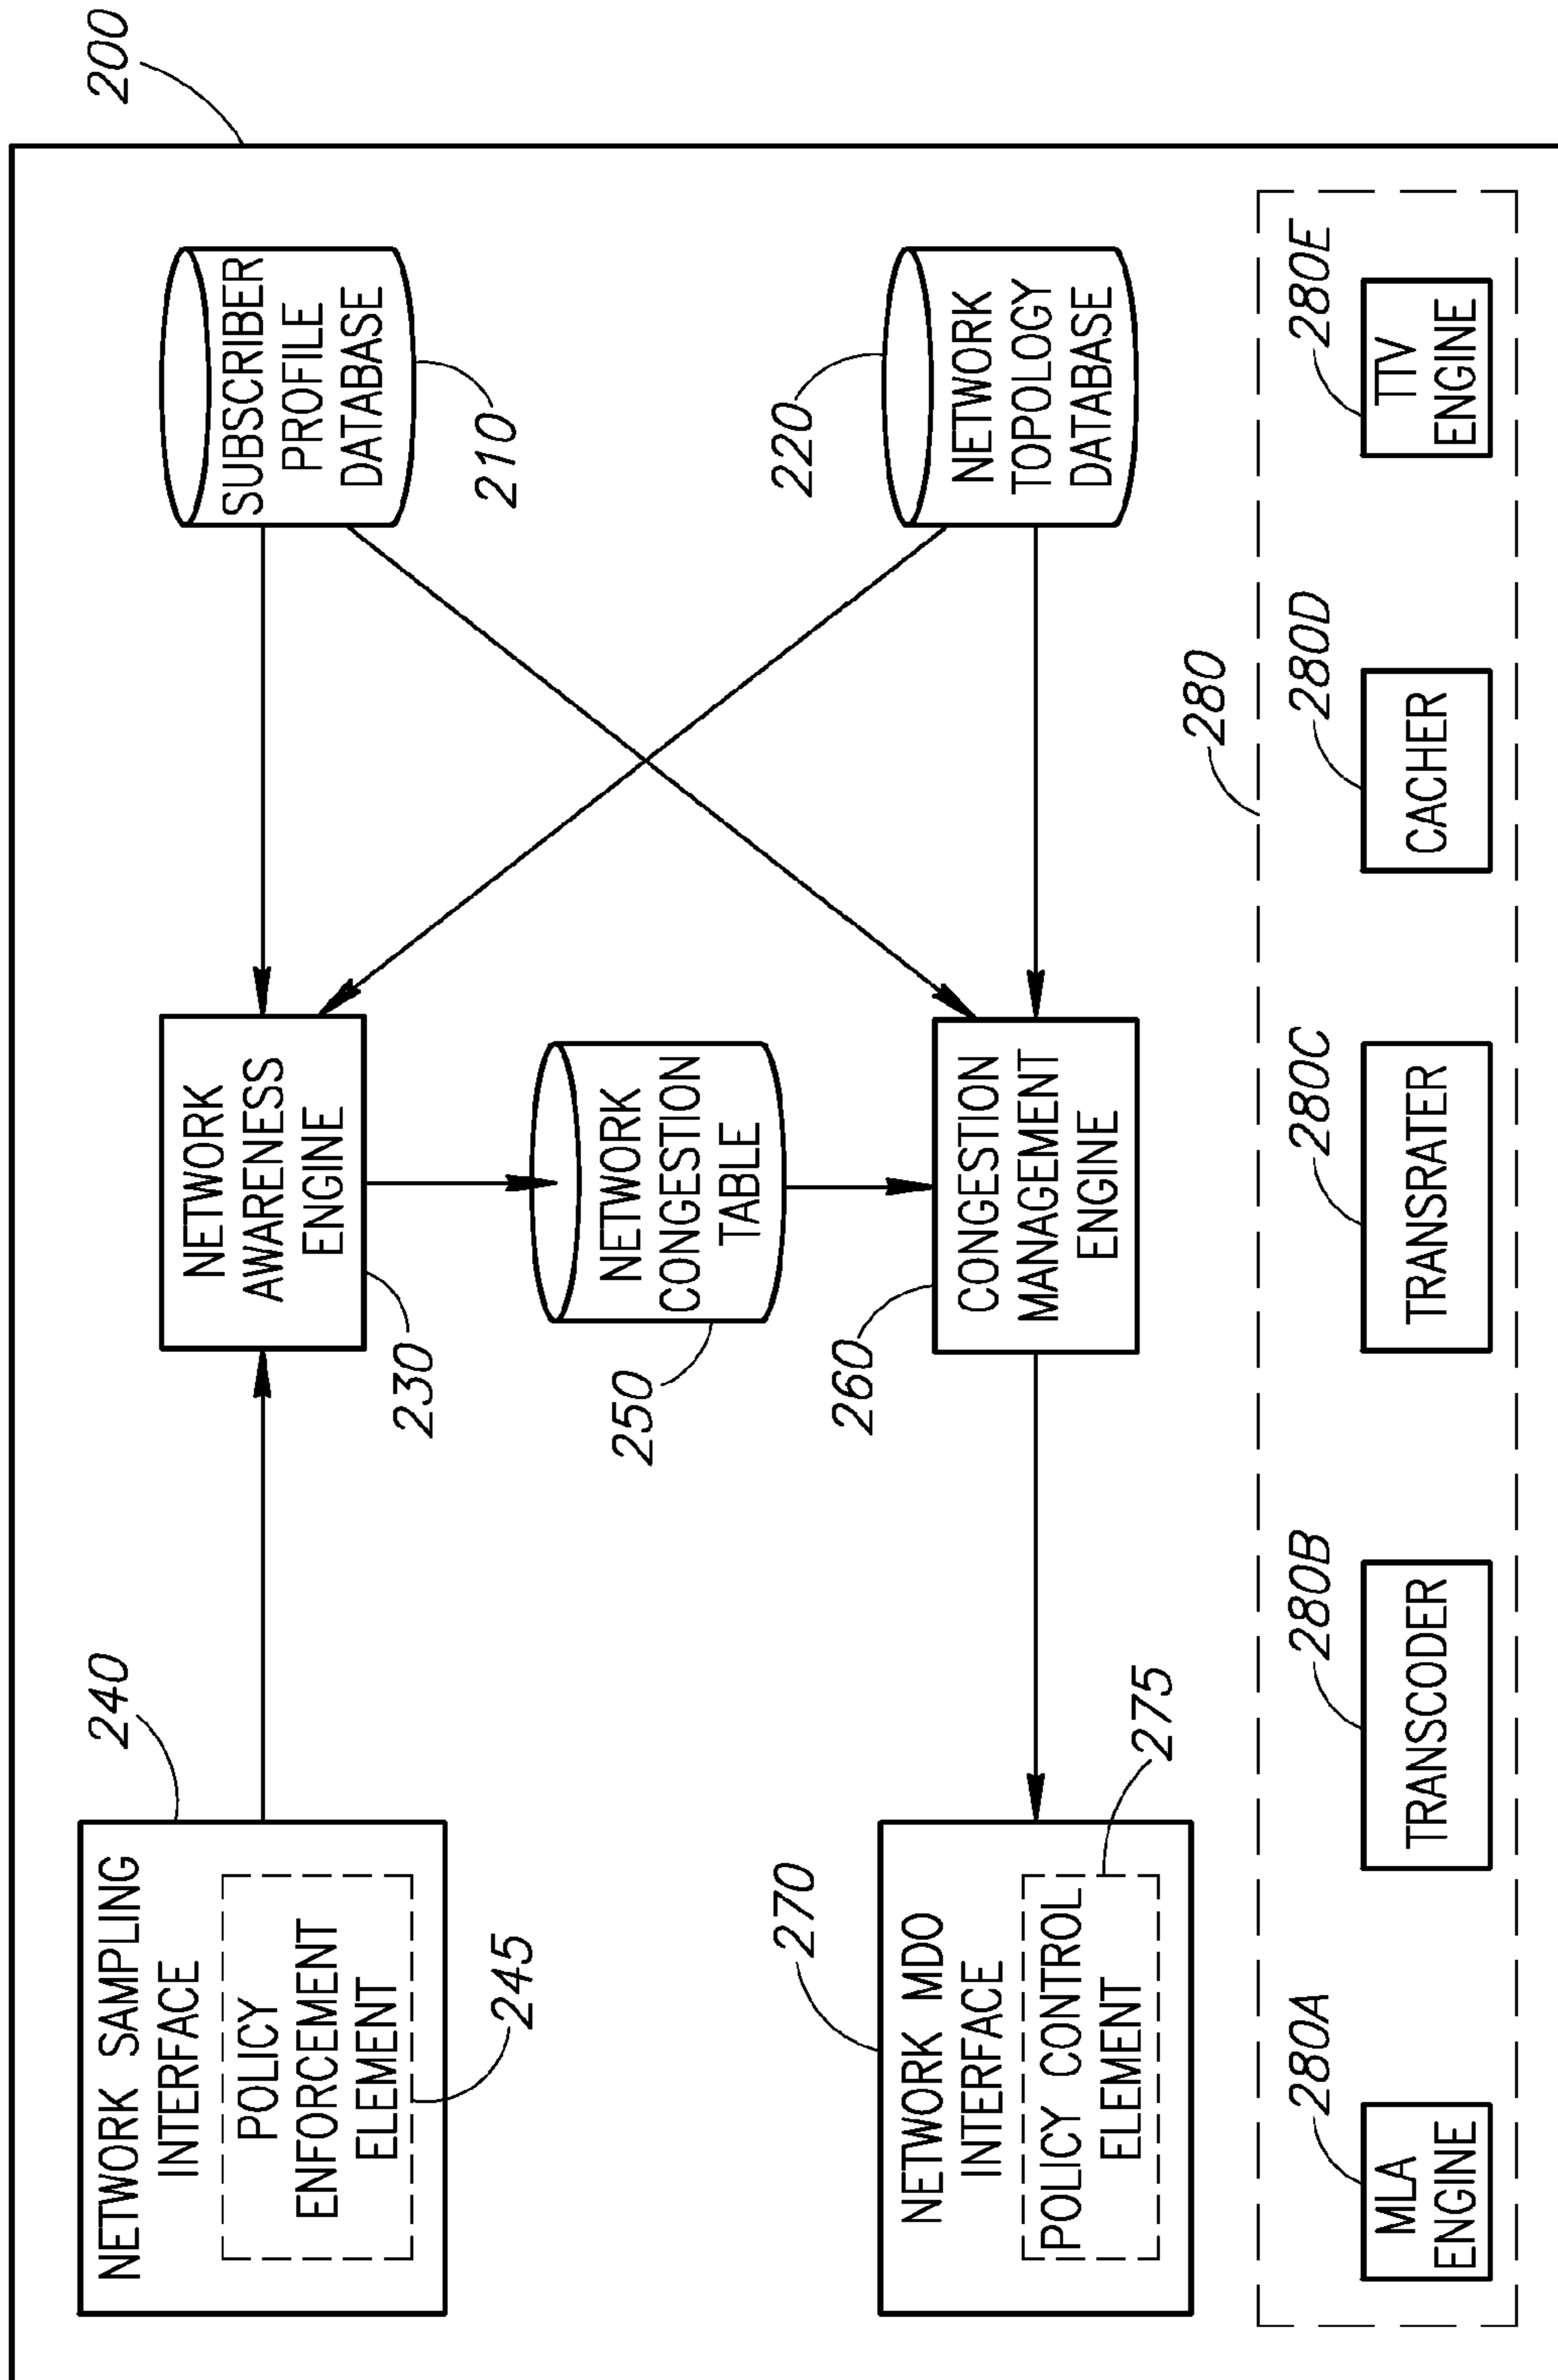 200
240
NETWORK SAMPLING
INTERFACE
POLICY
ENFORCEMENT
ELEMENT
245
NETWORK
AWARENESS
ENGINE
230
SUBSCRIBER
PROFILE
DATABASE
210
NETWORK
CONGESTION
TABLE
250
270
NETWORK MDO
INTERFACE
POLICY CONTROL
ELEMENT
275
260
CONGESTION
MANAGEMENT
ENGINE
220
NETWORK
TOPOLOGY
DATABASE
280
280A
MLA
ENGINE
280B
TRANSCODER
280C
TRANSRATER
280D
CACHER
280E
TTV
ENGINE